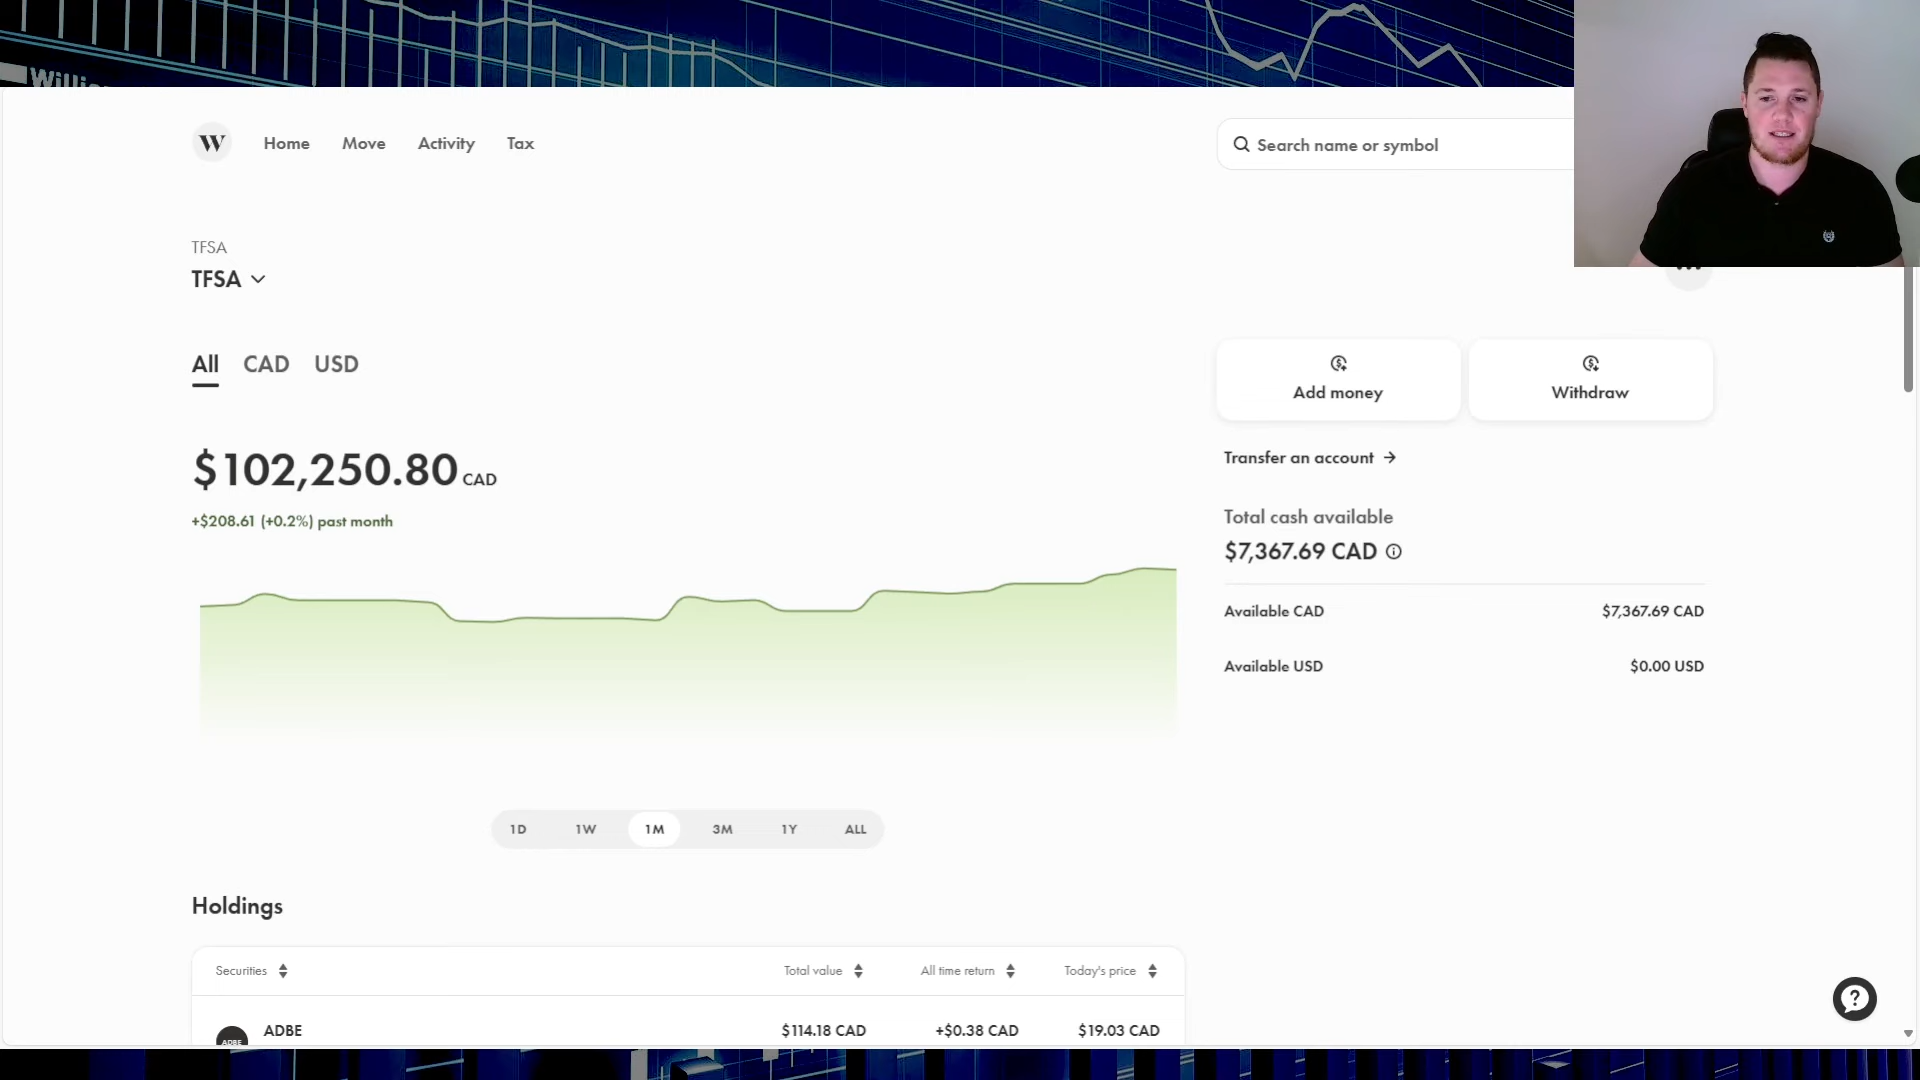 W Home Move Activity Tax
Search name or symbol
TFSA
TFSA
All CAD USD
Add money
Withdraw
$102,250.80 CAD
+$208.61 (+0.2%) past month
Transfer an account →
Total cash available
$7,367.69 CAD
Available CAD $7,367.69 CAD
Available USD $0.00 USD
1D 1W 1M 3M 1Y ALL
Holdings
Securities Total value All time return Today's price
ADBE $114.18 CAD +$0.38 CAD $19.03 CAD
ADBE